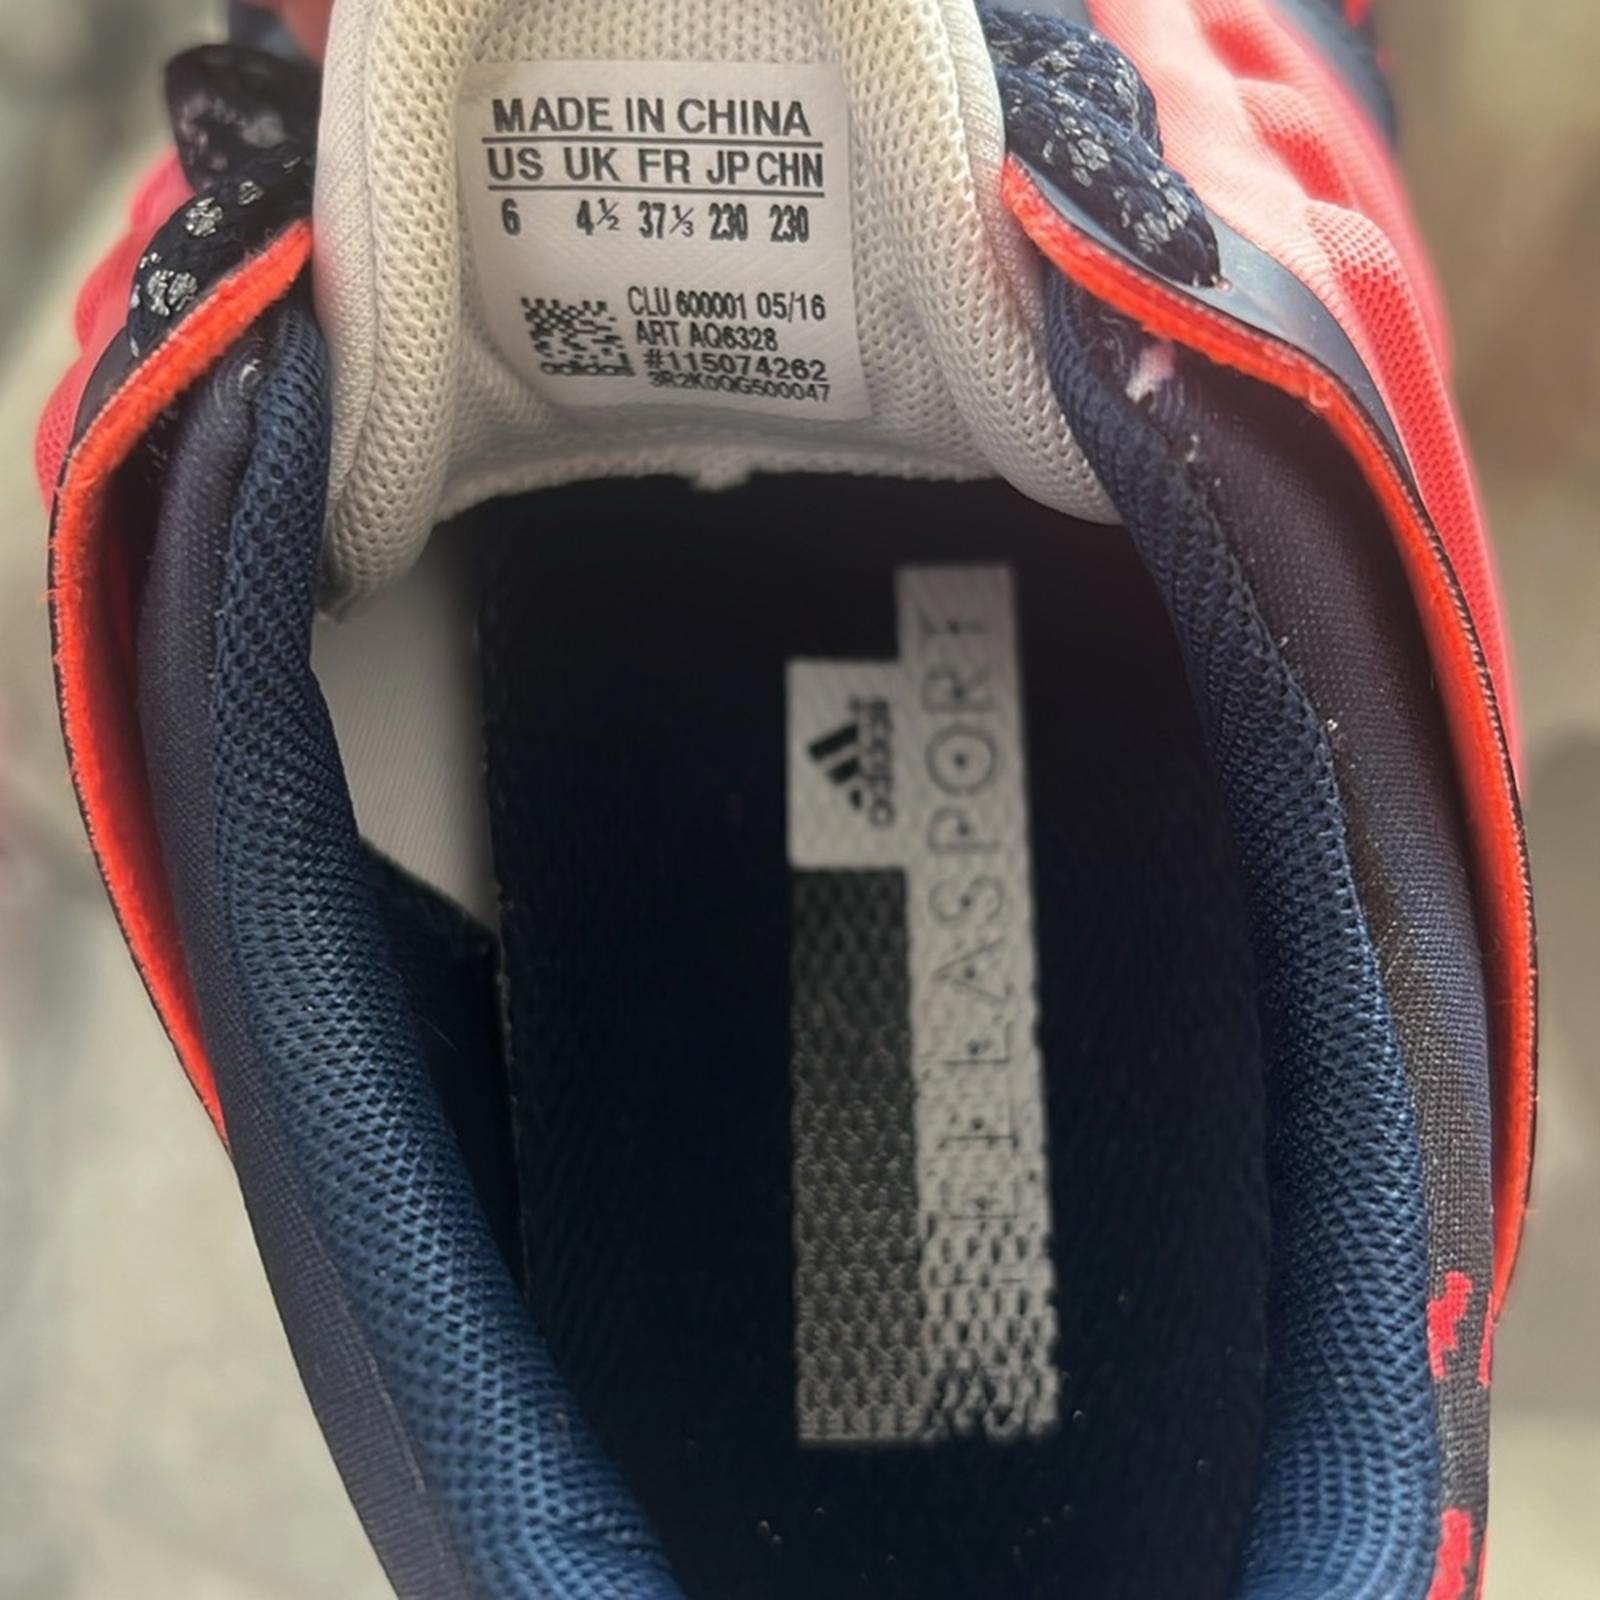 MADE IN CHINA
US UK FR JP CHN
6 4½ 37⅓ 230 230
CLU 600001 05/16
ART AQ6328
#115074262
3R2K0QG500047
adidas
adidas